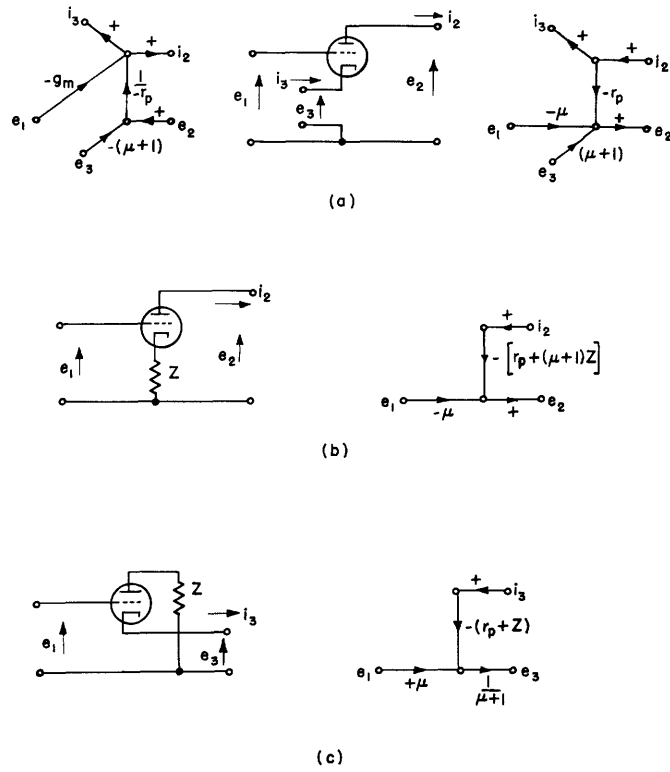 i₃ + + i₂
-gₘ 1/-rₚ
e₁ + e₂
e₃ -(μ+1)
i₂
i₃
e₁ e₃ e₂
i₃ + + i₂
-rₚ
e₁ -μ + e₂
e₃ (μ+1)
(a)
i₂
e₁ Z e₂
+ i₂
-[rₚ+(μ+1)Z]
e₁ -μ + e₂
(b)
Z
i₃
e₁ e₃
+ i₃
-(rₚ+Z)
e₁ +μ 1/μ+1 e₃
(c)